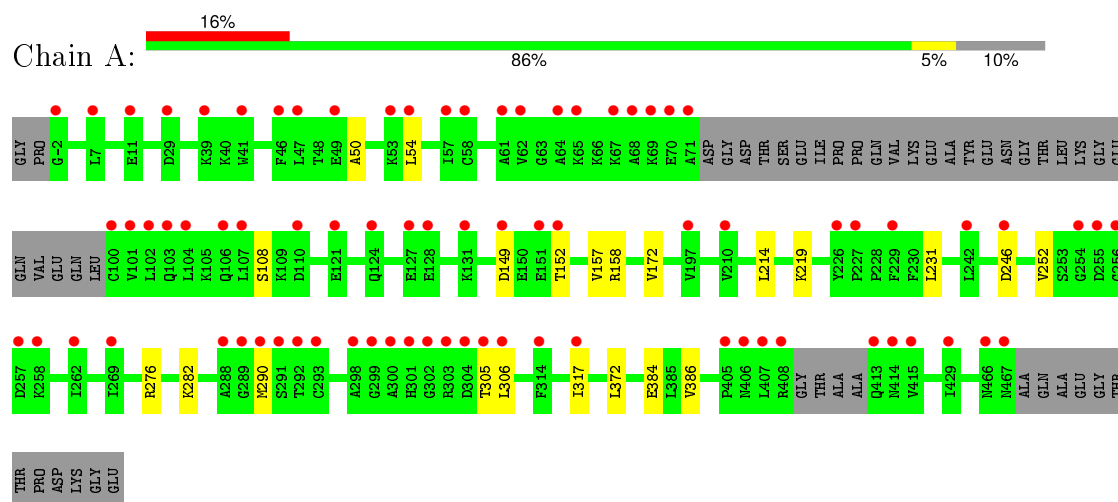 16%
Chain A:
86% 5% 10%
GLY PRO G-2 L7 E11 D29 K39 K40 W41 F46 L47 T48 E49 A50 K53 L54 I57 C58 A61 V62 G63 A64 K65 K66 K67 A68 K69 E70 A71 ASP GLY ASP THR SER GLU ILE PRO PRO GLN VAL LYS GLU ALA TYR GLU ASN GLY THR LEU LYS GLY GLU
GLN VAL GLU GLN LEU C100 V101 L102 Q103 L104 K105 Q106 L107 S108 K109 D110 E121 Q124 E127 E128 K131 D149 E150 E151 T152 V157 R158 V172 V197 V210 L214 K219 Y226 P227 P228 F229 F230 L231 L242 D246 V252 S253 G254 D255
D257 K258 I262 I269 R276 K282 A288 G289 M290 S291 T292 C293 A298 G299 A300 H301 G302 R303 D304 T305 L306 F314 I317 L372 E384 L385 V386 P405 N406 L407 R408 GLY THR ALA ALA Q413 N414 V415 I429 N466 N467 ALA GLN ALA GLU GLY THR
THR PRO ASP LYS GLY GLU